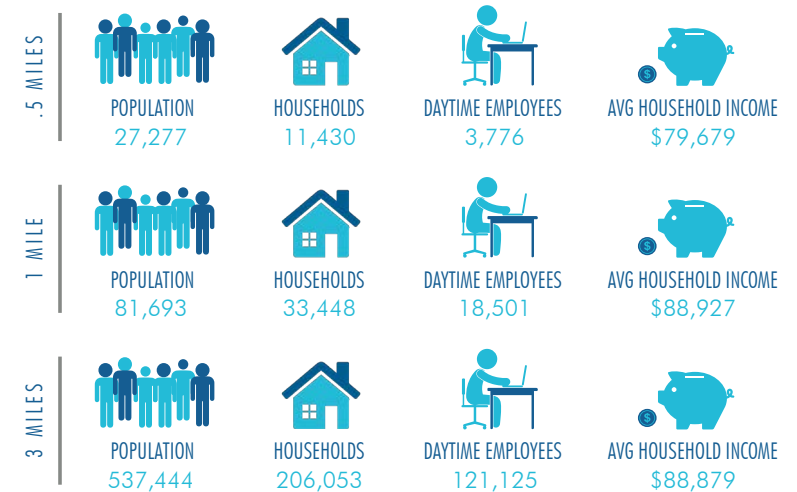 .5 MILES
POPULATION
27,277
HOUSEHOLDS
11,430
DAYTIME EMPLOYEES
3,776
$
AVG HOUSEHOLD INCOME
$79,679
1 MILE
POPULATION
81,693
HOUSEHOLDS
33,448
DAYTIME EMPLOYEES
18,501
$
AVG HOUSEHOLD INCOME
$88,927
3 MILES
POPULATION
537,444
HOUSEHOLDS
206,053
DAYTIME EMPLOYEES
121,125
$
AVG HOUSEHOLD INCOME
$88,879